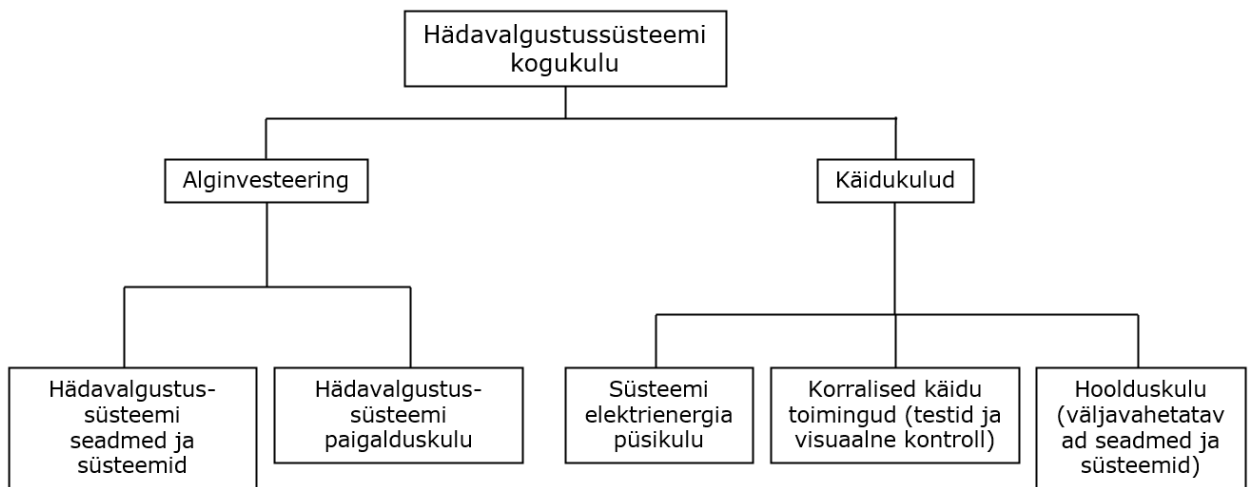 Hädavalgustussüsteemi
kogukulu
Alginvesteering
Käidukulud
Hädavalgustus-
süsteemi
seadmed ja
süsteemid
Hädavalgustus-
süsteemi
paigalduskulu
Süsteemi
elektrienergia
püsikulu
Korralised käidu
toimingud (testid ja
visuaalne kontroll)
Hoolduskulu
(väljavahetatav
ad seadmed ja
süsteemid)